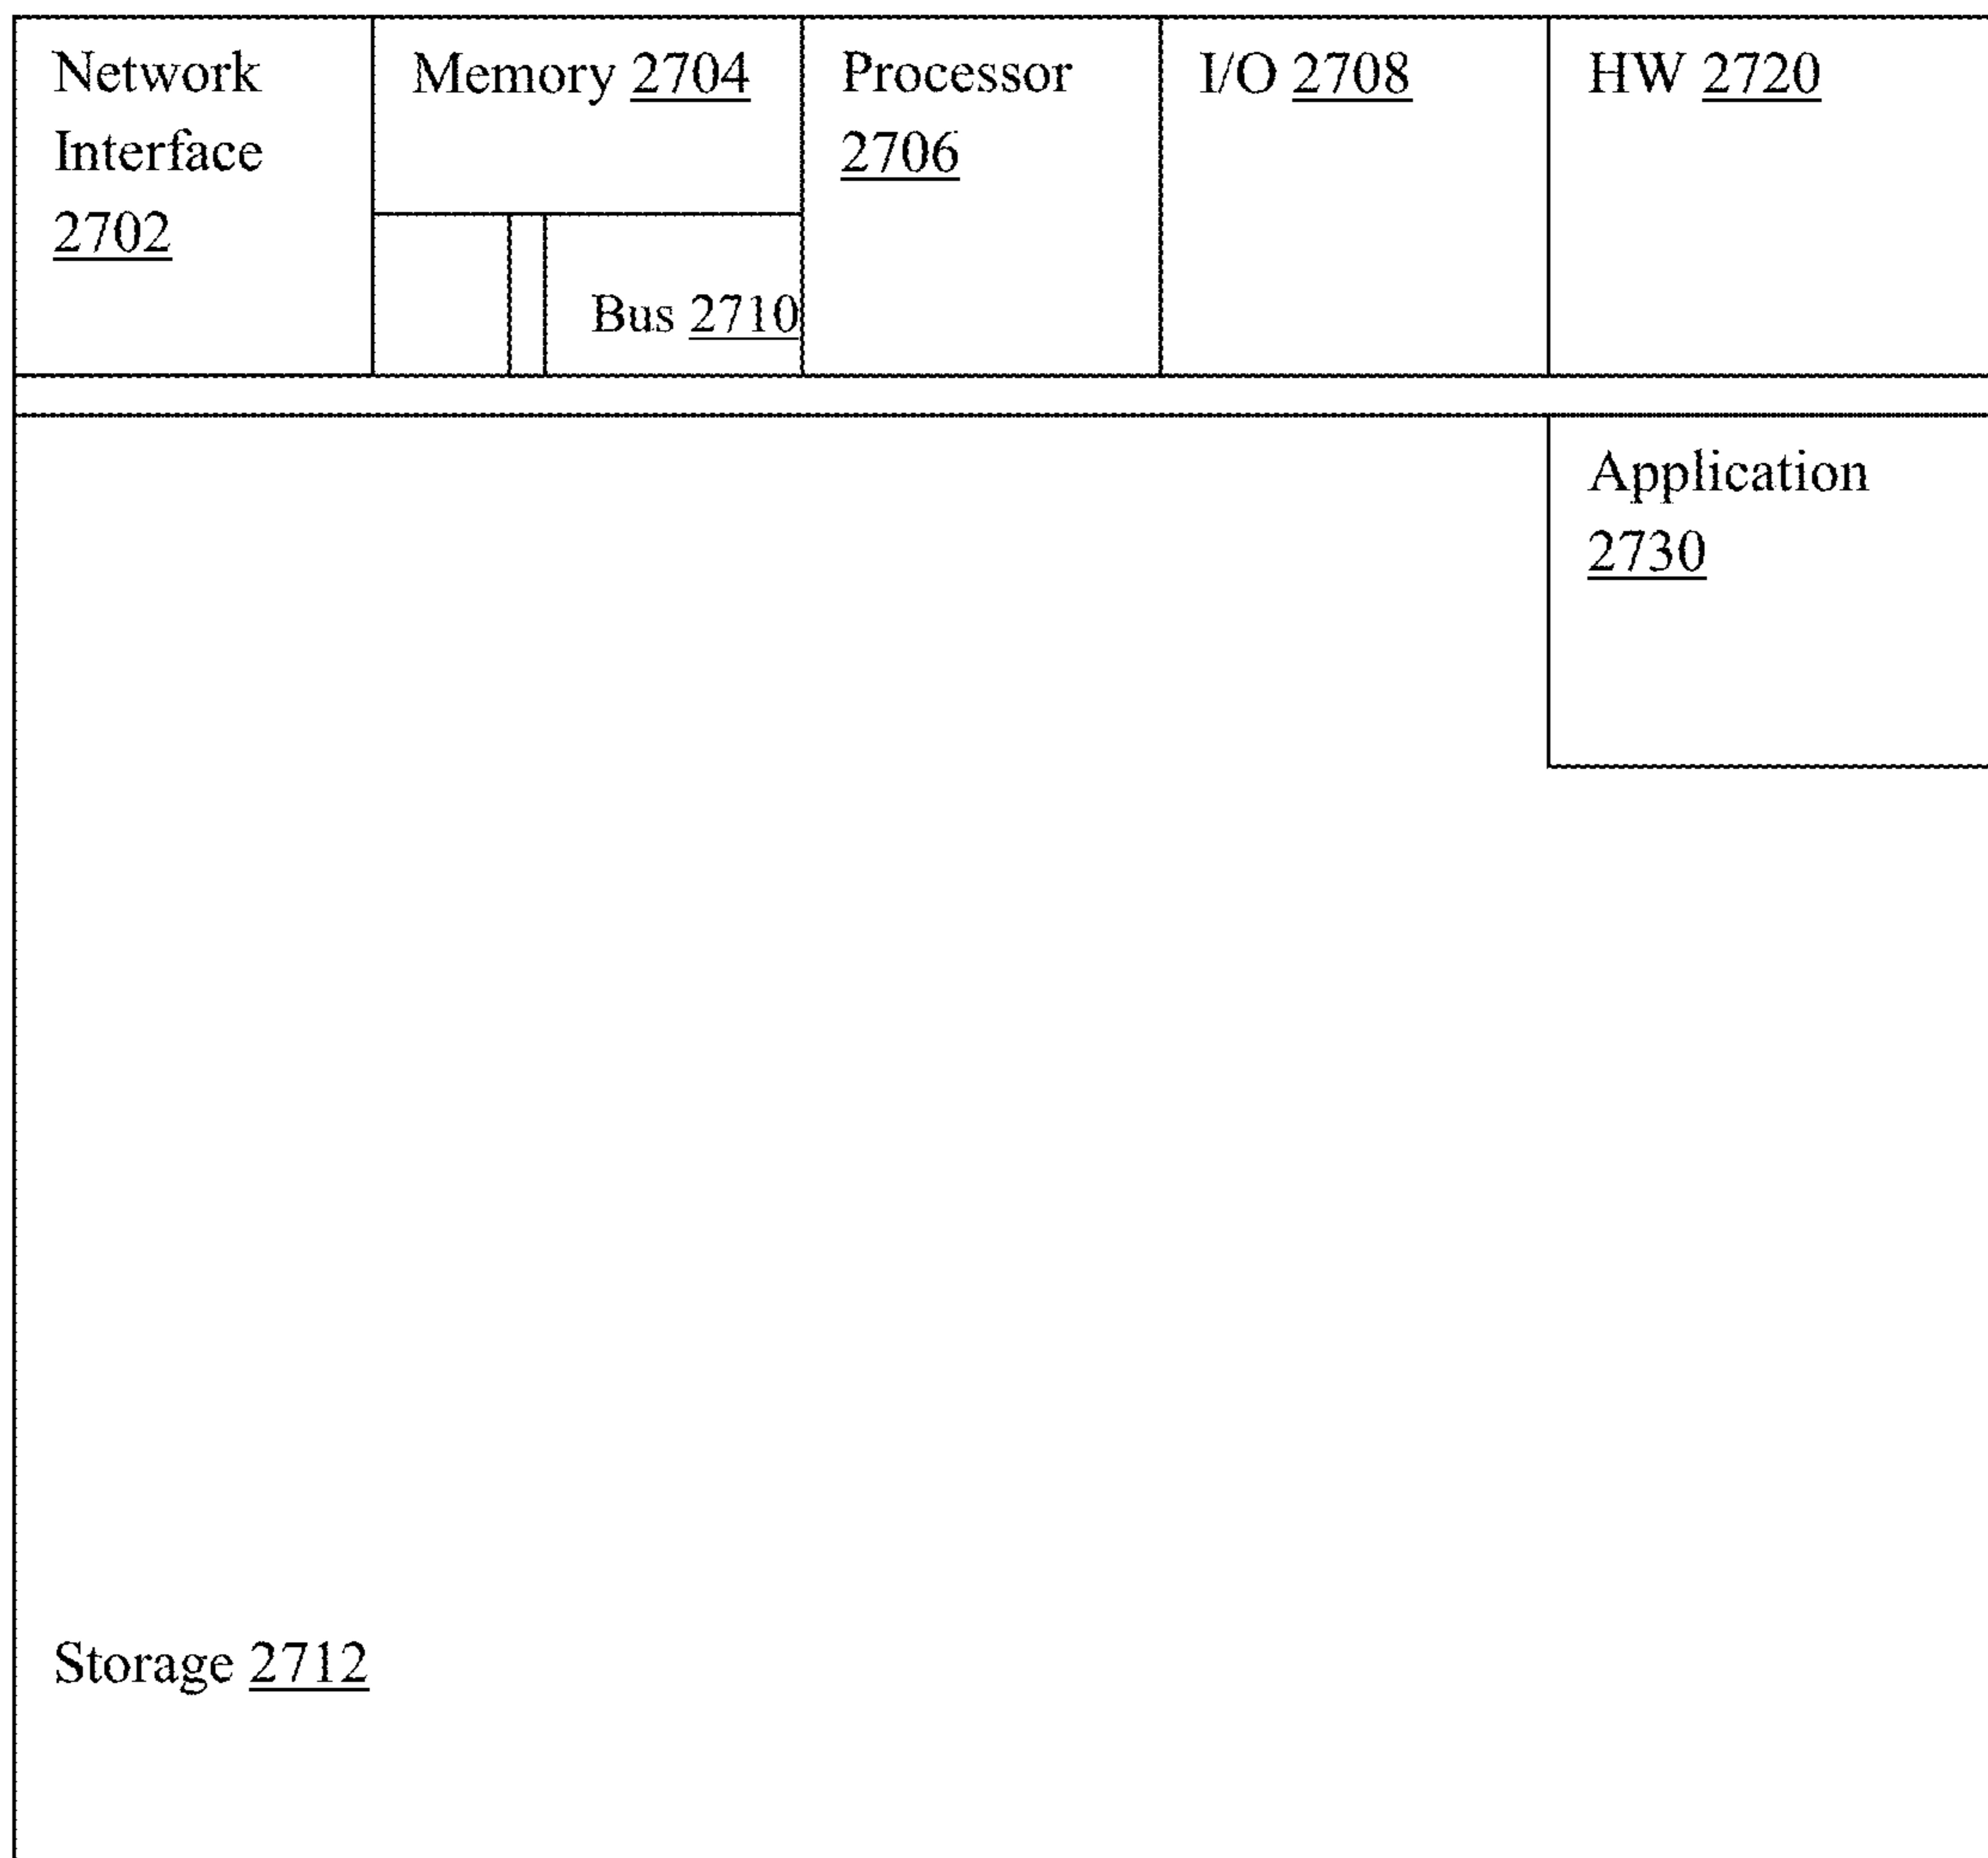 Network
Interface
2702
Memory 2704
Bus 2710
Processor
2706
I/O 2708
HW 2720
Application
2730
Storage 2712